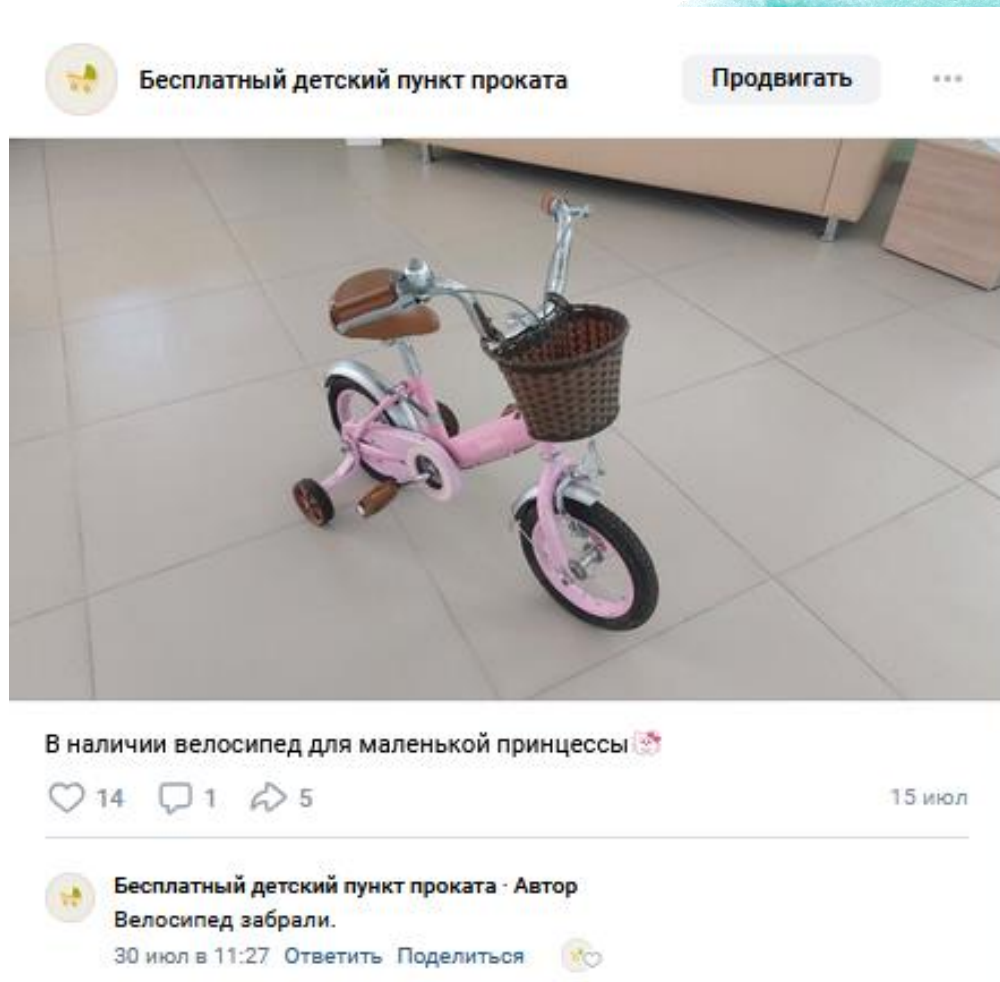 Бесплатный детский пункт проката
Продвигать
В наличии велосипед для маленькой принцессы
14 1 5
15 июл
Бесплатный детский пункт проката · Автор
Велосипед забрали.
30 июл в 11:27 Ответить Поделиться